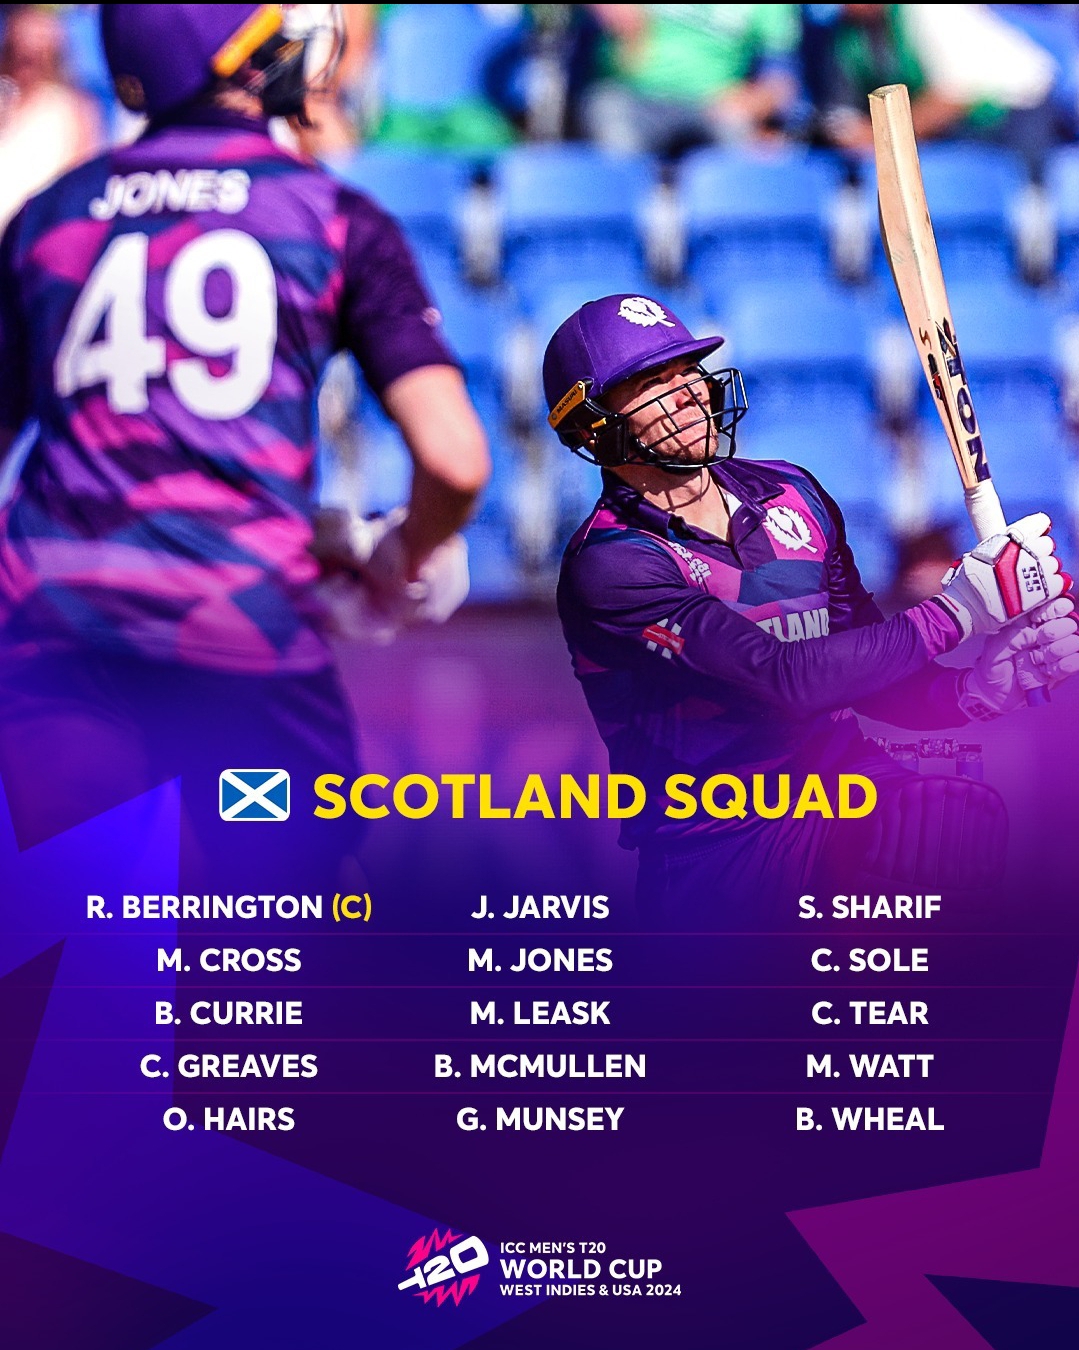 JONES
49
TLAND
SCOTLAND SQUAD
R. BERRINGTON (C)
M. CROSS
B. CURRIE
C. GREAVES
O. HAIRS
J. JARVIS
M. JONES
M. LEASK
B. MCMULLEN
G. MUNSEY
S. SHARIF
C. SOLE
C. TEAR
M. WATT
B. WHEAL
T20
ICC MEN'S T20
WORLD CUP
WEST INDIES & USA 2024